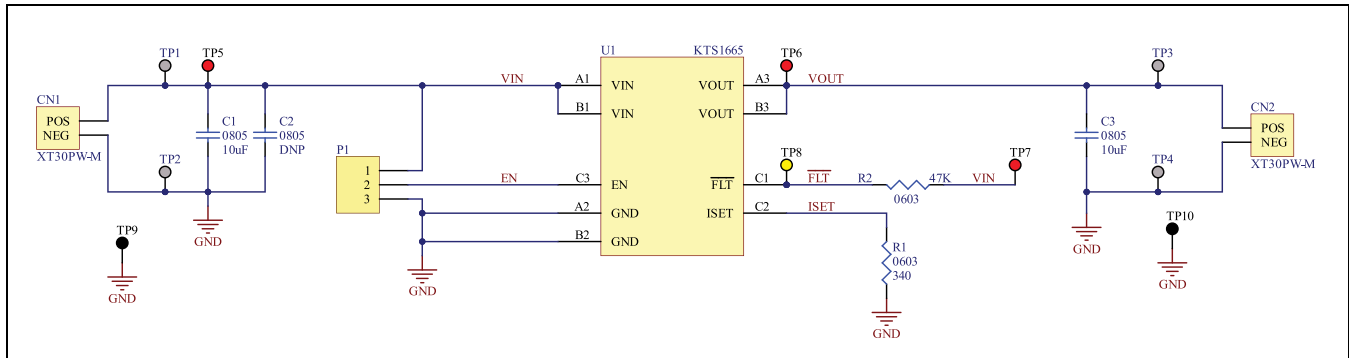 U1
KTS1665
TP1
TP5
TP6
TP3
VIN
A1
VIN
VOUT
A3
VOUT
CN1
POS
NEG
XT30PW-M
C1
0805
10uF
C2
0805
DNP
B1
VIN
VOUT
B3
C3
0805
10uF
CN2
POS
NEG
XT30PW-M
TP2
P1
1
2
3
EN
C3
EN
FLT
C1
TP8
FLT
R2
47K
0603
VIN
TP7
TP4
A2
GND
ISET
C2
ISET
B2
GND
R1
0603
340
GND
TP9
GND
GND
GND
GND
TP10
GND